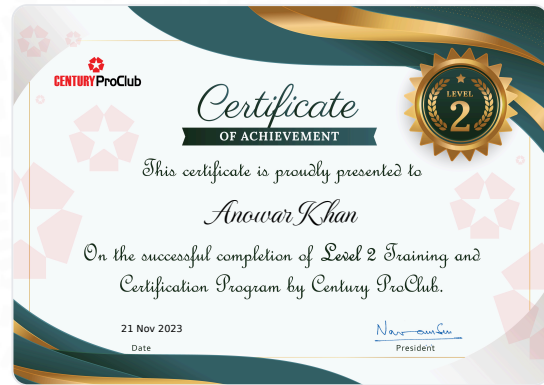 CENTURY ProClub
Certificate
OF ACHIEVEMENT
LEVEL
2
This certificate is proudly presented to
Anowar Khan
On the successful completion of Level 2 Training and
Certification Program by Century ProClub.
21 Nov 2023
Date
President